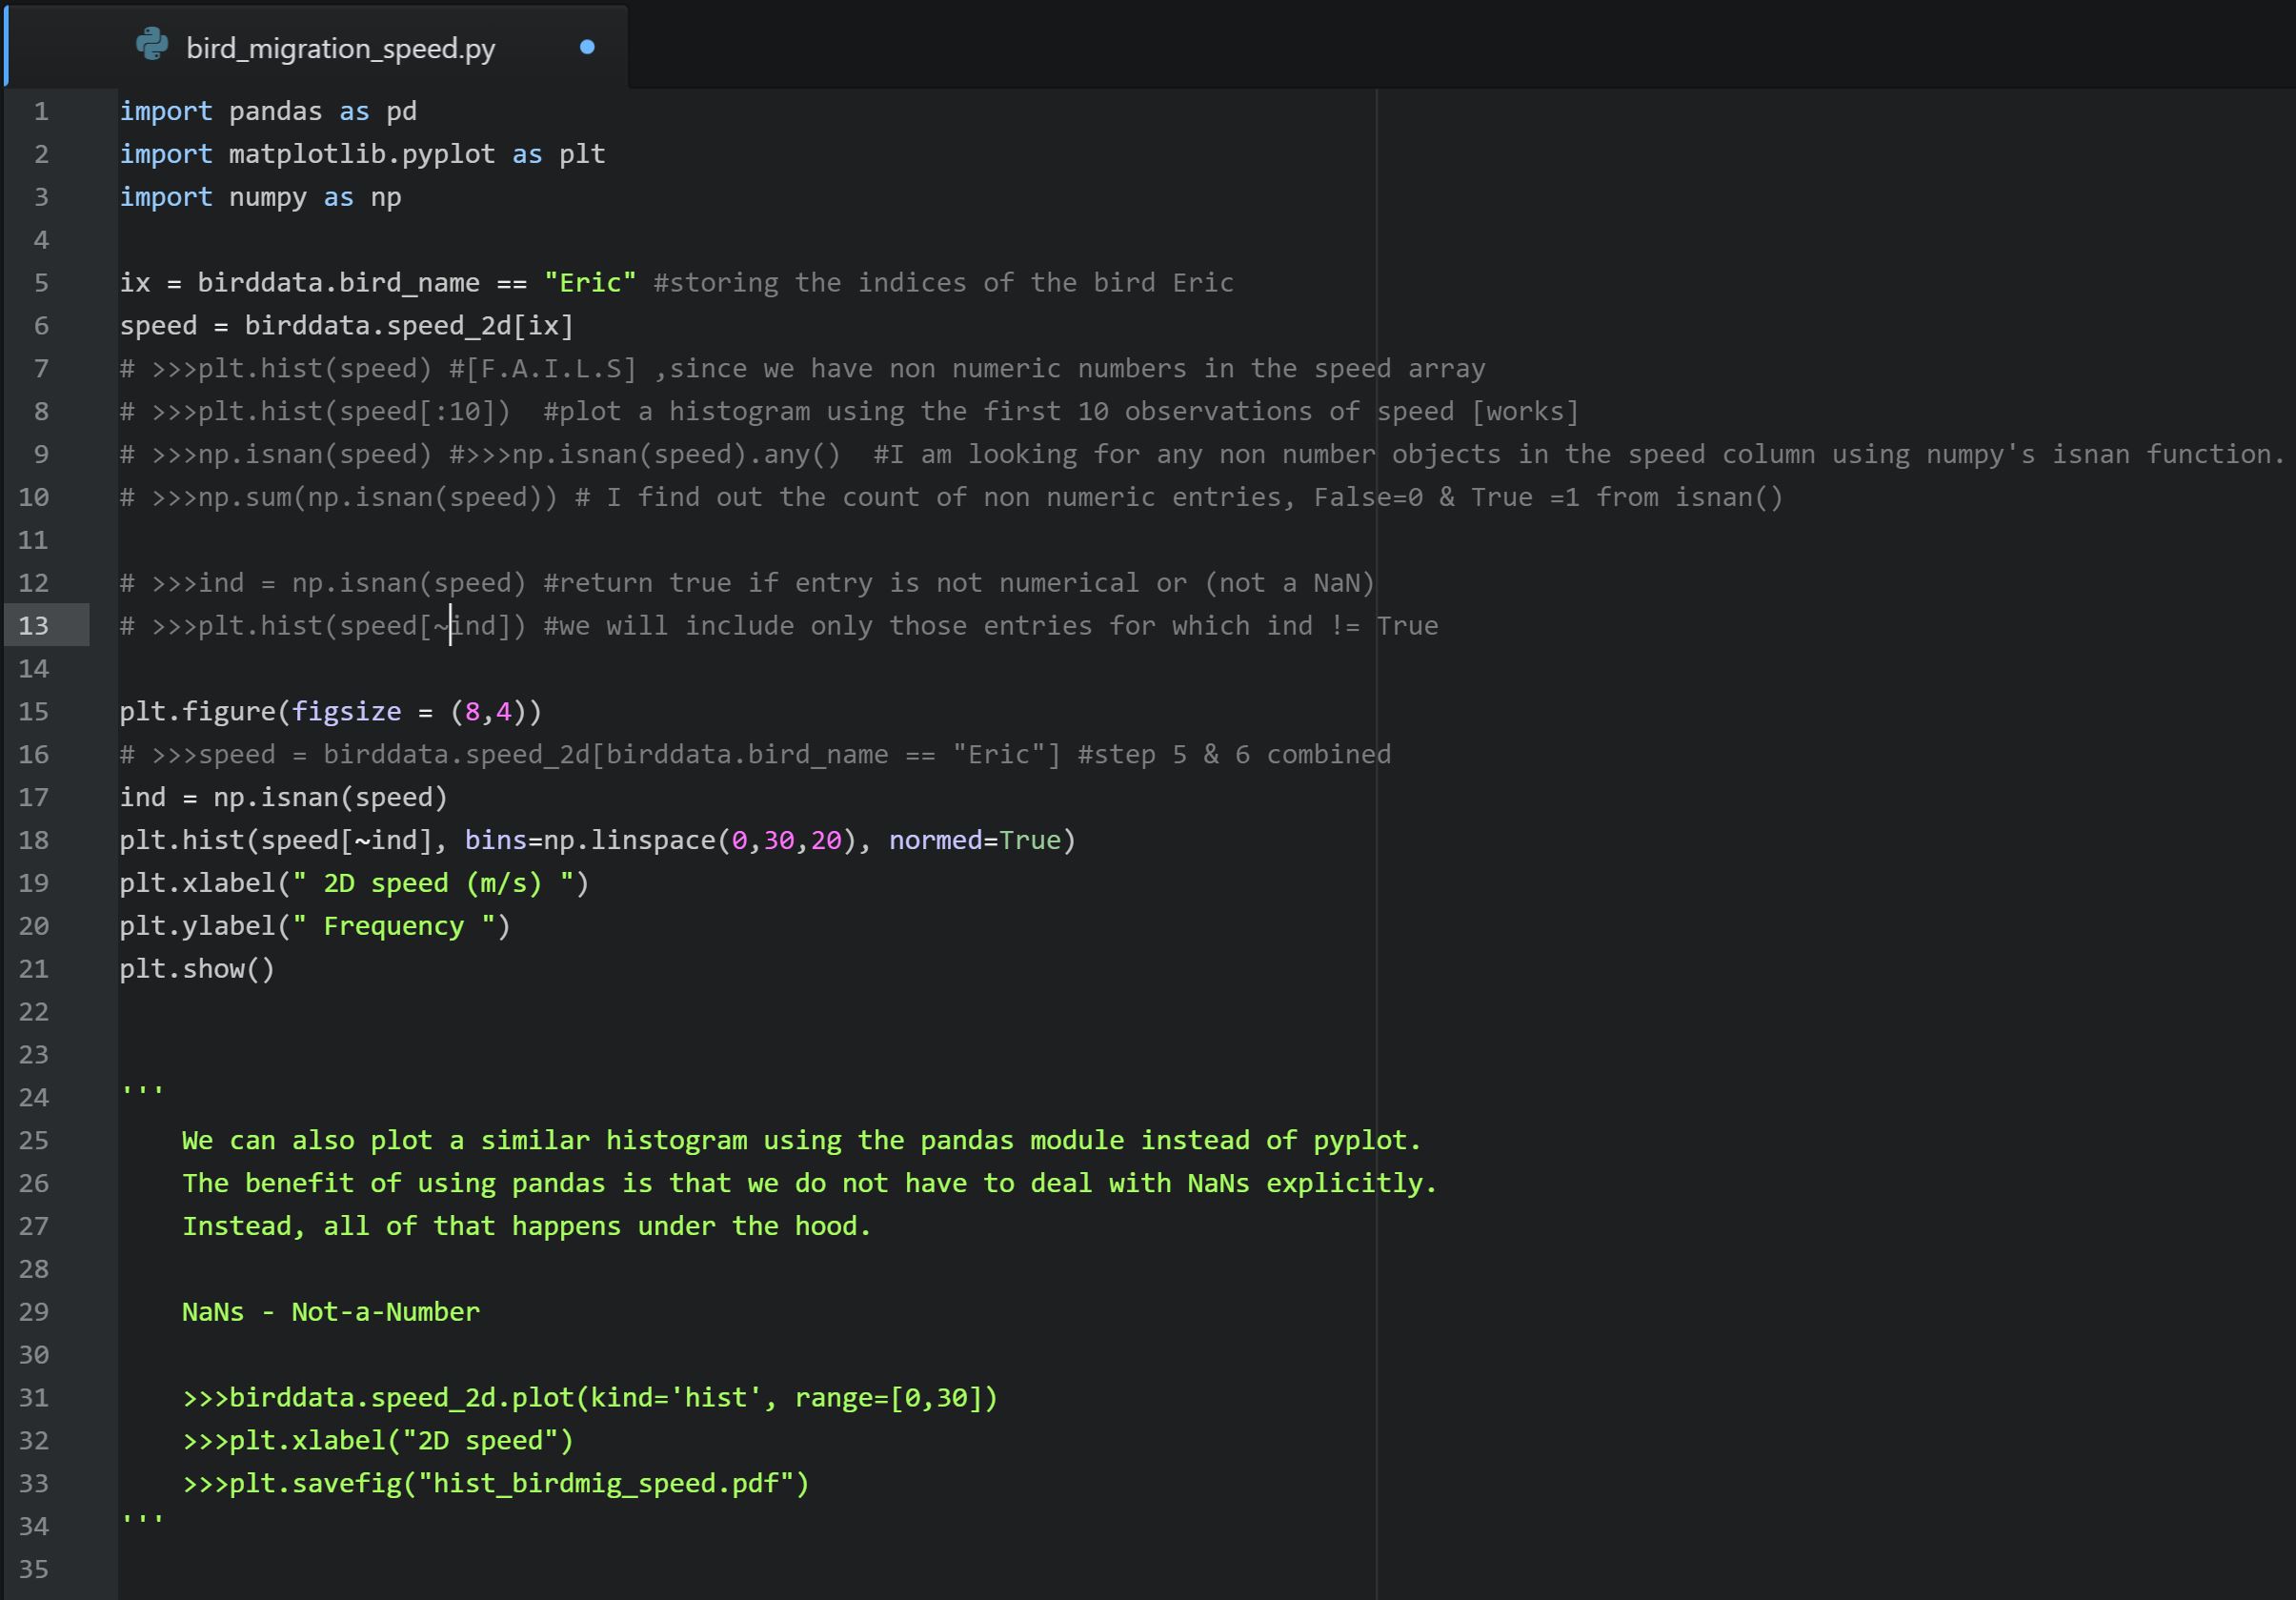 bird_migration_speed.py
1 import pandas as pd
2 import matplotlib.pyplot as plt
3 import numpy as np
4
5 ix = birddata.bird_name == "Eric" #storing the indices of the bird Eric
6 speed = birddata.speed_2d[ix]
7 # >>>plt.hist(speed) #[F.A.I.L.S] ,since we have non numeric numbers in the speed array
8 # >>>plt.hist(speed[:10])  #plot a histogram using the first 10 observations of speed [works]
9 # >>>np.isnan(speed) #>>>np.isnan(speed).any()  #I am looking for any non number objects in the speed column using numpy's isnan function.
10 # >>>np.sum(np.isnan(speed)) # I find out the count of non numeric entries, False=0 & True =1 from isnan()
11
12 # >>>ind = np.isnan(speed) #return true if entry is not numerical or (not a NaN)
13 # >>>plt.hist(speed[~ind]) #we will include only those entries for which ind != True
14
15 plt.figure(figsize = (8,4))
16 # >>>speed = birddata.speed_2d[birddata.bird_name == "Eric"] #step 5 & 6 combined
17 ind = np.isnan(speed)
18 plt.hist(speed[~ind], bins=np.linspace(0,30,20), normed=True)
19 plt.xlabel(" 2D speed (m/s) ")
20 plt.ylabel(" Frequency ")
21 plt.show()
22
23
24 '''
25     We can also plot a similar histogram using the pandas module instead of pyplot.
26     The benefit of using pandas is that we do not have to deal with NaNs explicitly.
27     Instead, all of that happens under the hood.
28
29     NaNs - Not-a-Number
30
31     >>>birddata.speed_2d.plot(kind='hist', range=[0,30])
32     >>>plt.xlabel("2D speed")
33     >>>plt.savefig("hist_birdmig_speed.pdf")
34 '''
35